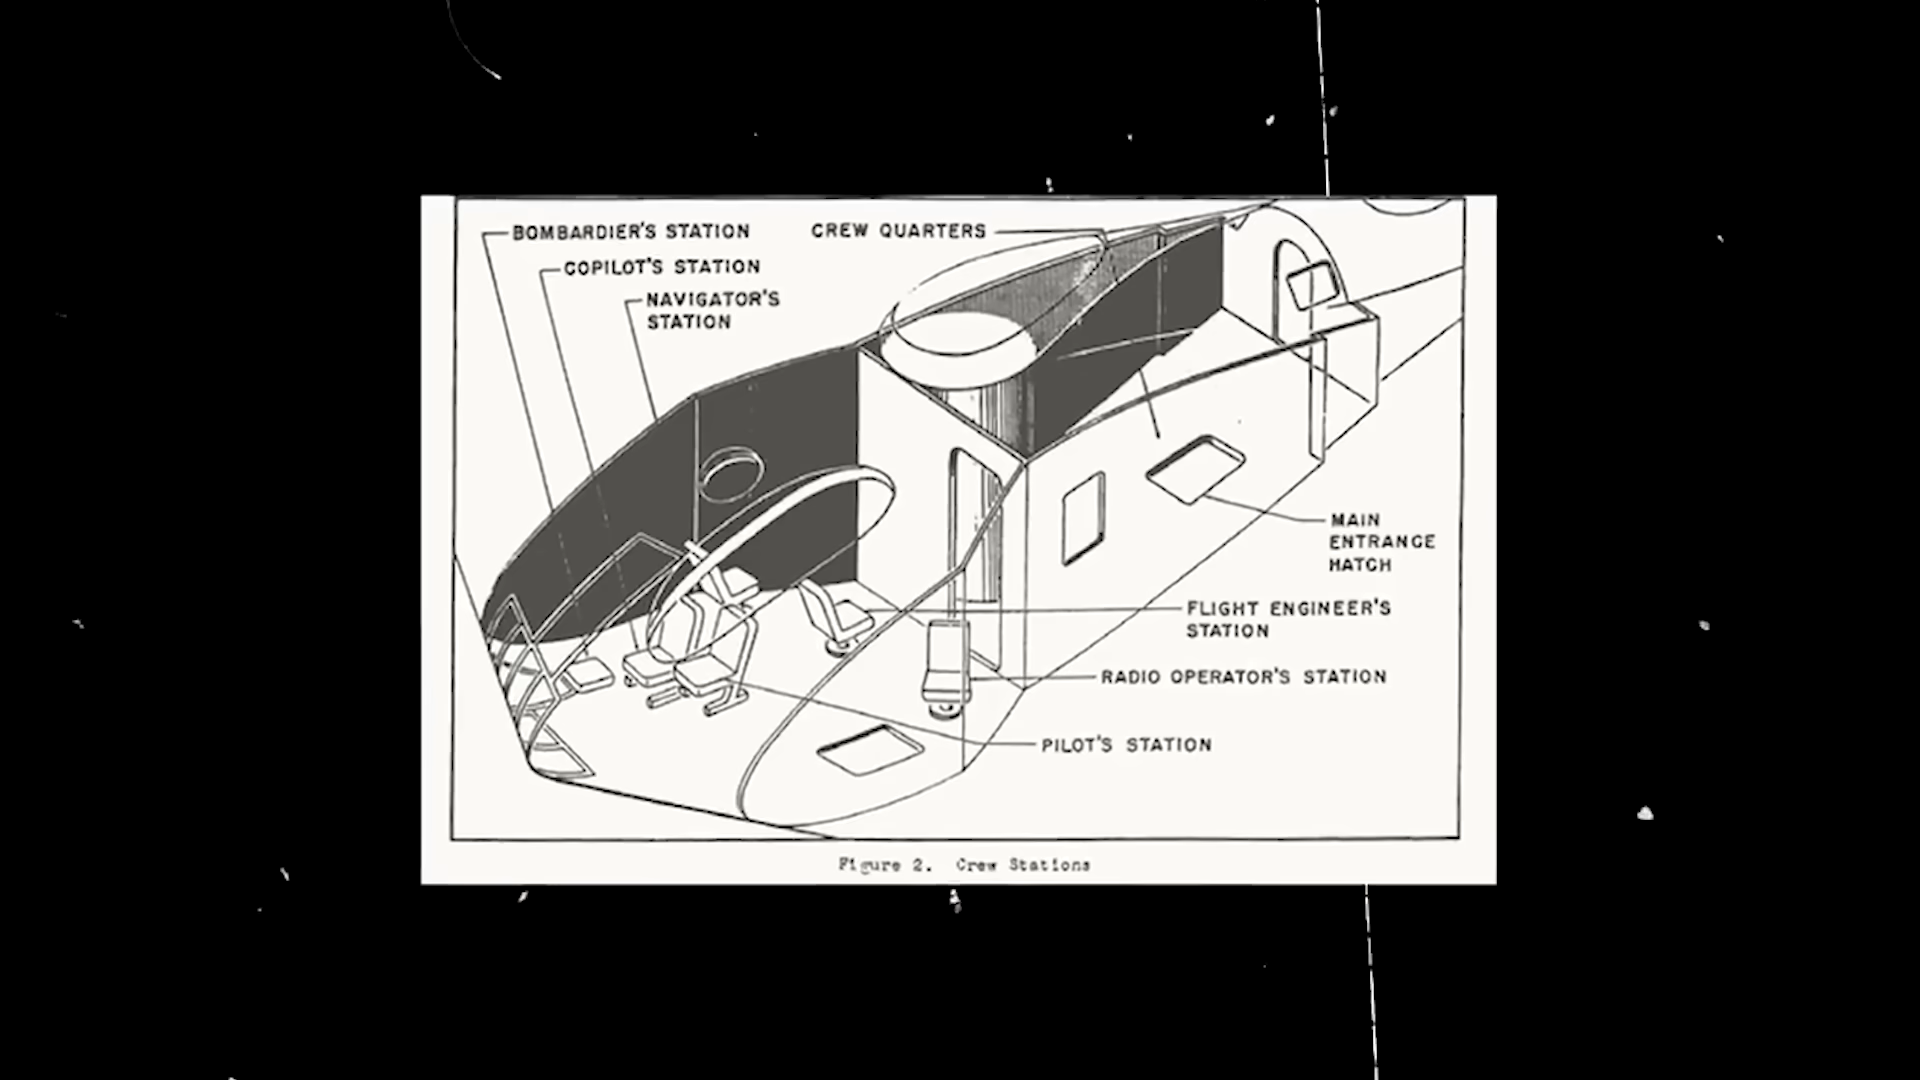 BOMBARDIER'S STATION
CREW QUARTERS
COPILOT'S STATION
NAVIGATOR'S
STATION
MAIN
ENTRANCE
HATCH
FLIGHT ENGINEER'S
STATION
RADIO OPERATOR'S STATION
PILOT'S STATION
Figure 2. Crew Stations